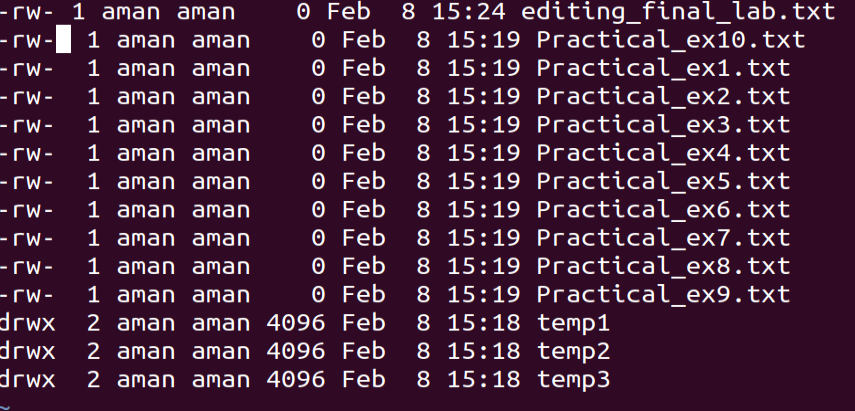 -rw- 1 aman aman    0 Feb  8 15:24 editing_final_lab.txt
-rw-  1 aman aman    0 Feb  8 15:19 Practical_ex10.txt
-rw-  1 aman aman    0 Feb  8 15:19 Practical_ex1.txt
-rw-  1 aman aman    0 Feb  8 15:19 Practical_ex2.txt
-rw-  1 aman aman    0 Feb  8 15:19 Practical_ex3.txt
-rw-  1 aman aman    0 Feb  8 15:19 Practical_ex4.txt
-rw-  1 aman aman    0 Feb  8 15:19 Practical_ex5.txt
-rw-  1 aman aman    0 Feb  8 15:19 Practical_ex6.txt
-rw-  1 aman aman    0 Feb  8 15:19 Practical_ex7.txt
-rw-  1 aman aman    0 Feb  8 15:19 Practical_ex8.txt
-rw-  1 aman aman    0 Feb  8 15:19 Practical_ex9.txt
drwx  2 aman aman 4096 Feb  8 15:18 temp1
drwx  2 aman aman 4096 Feb  8 15:18 temp2
drwx  2 aman aman 4096 Feb  8 15:18 temp3
~